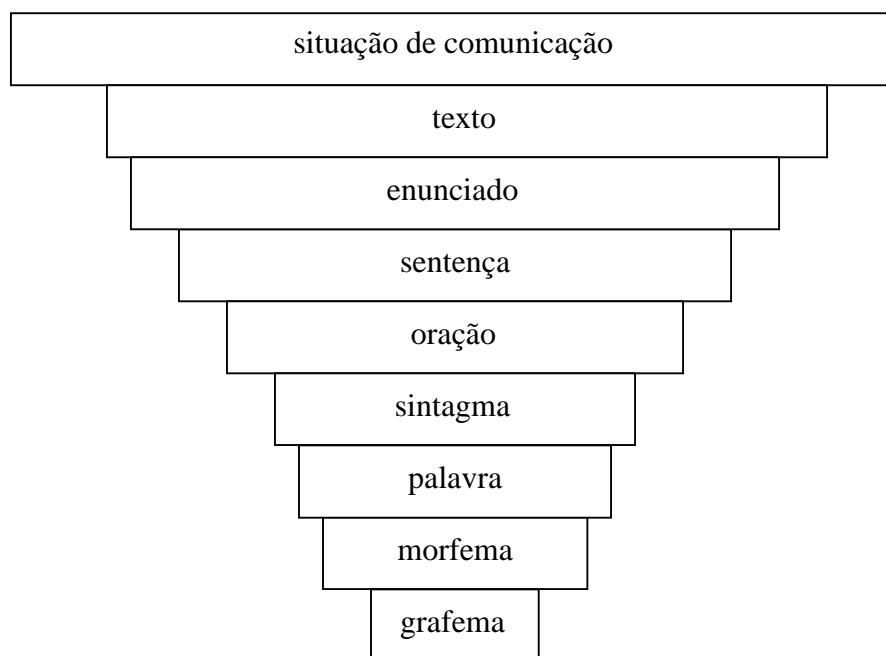 situação de comunicação
texto
enunciado
sentença
oração
sintagma
palavra
morfema
grafema